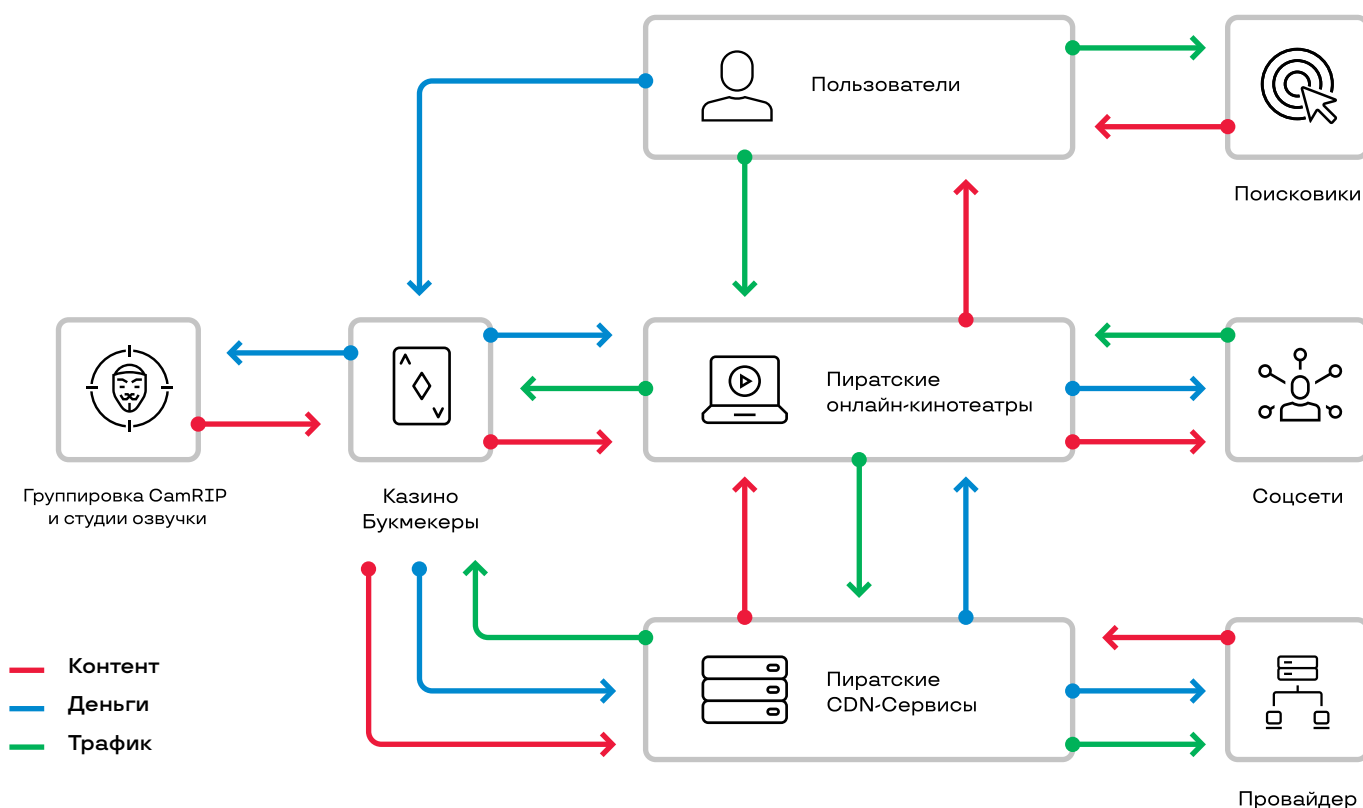 Пользователи
Поисковики
Пиратские
онлайн-кинотеатры
Группировка CamRIP
и студии озвучки
Казино
Букмекеры
Соцсети
Контент
Деньги
Трафик
Пиратские
CDN-Сервисы
Провайдер